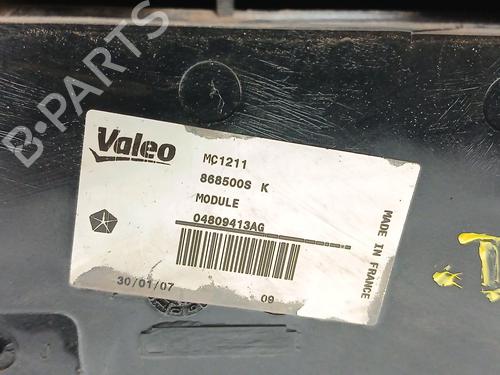 B-PARTS
Valeo
MC1211
868500S K
MODULE
04809413AG
MADE IN FRANCE
30/01/07
09